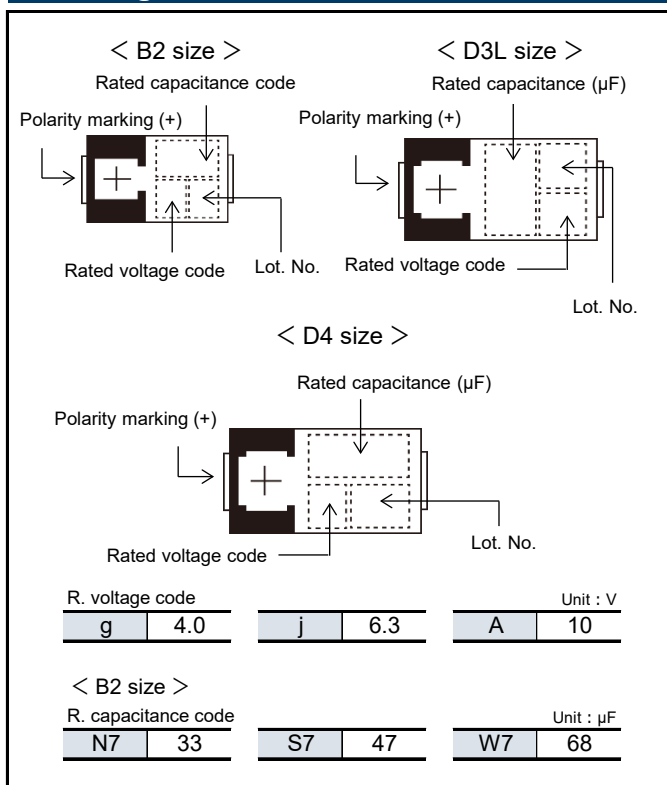 < B2 size >
Rated capacitance code
Polarity marking (+)
Rated voltage code
Lot. No.
< D3L size >
Rated capacitance (μF)
Polarity marking (+)
Rated voltage code
Lot. No.
< D4 size >
Rated capacitance (μF)
Polarity marking (+)
Rated voltage code
Lot. No.
R. voltage code Unit : V
g 4.0 j 6.3 A 10
< B2 size >
R. capacitance code Unit : μF
N7 33 S7 47 W7 68